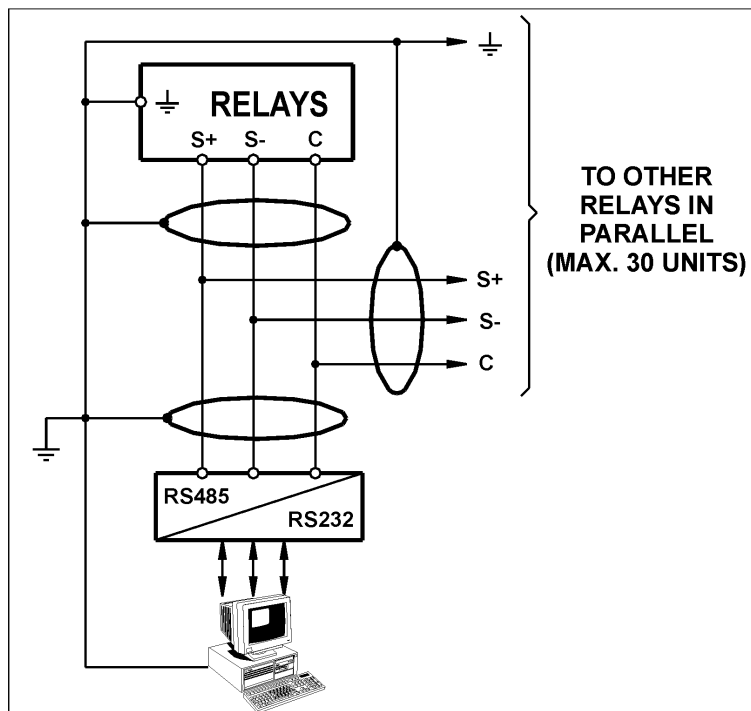 RELAYS
S+ S- C
TO OTHER
RELAYS IN
PARALLEL
(MAX. 30 UNITS)
S+
S-
C
RS485
RS232